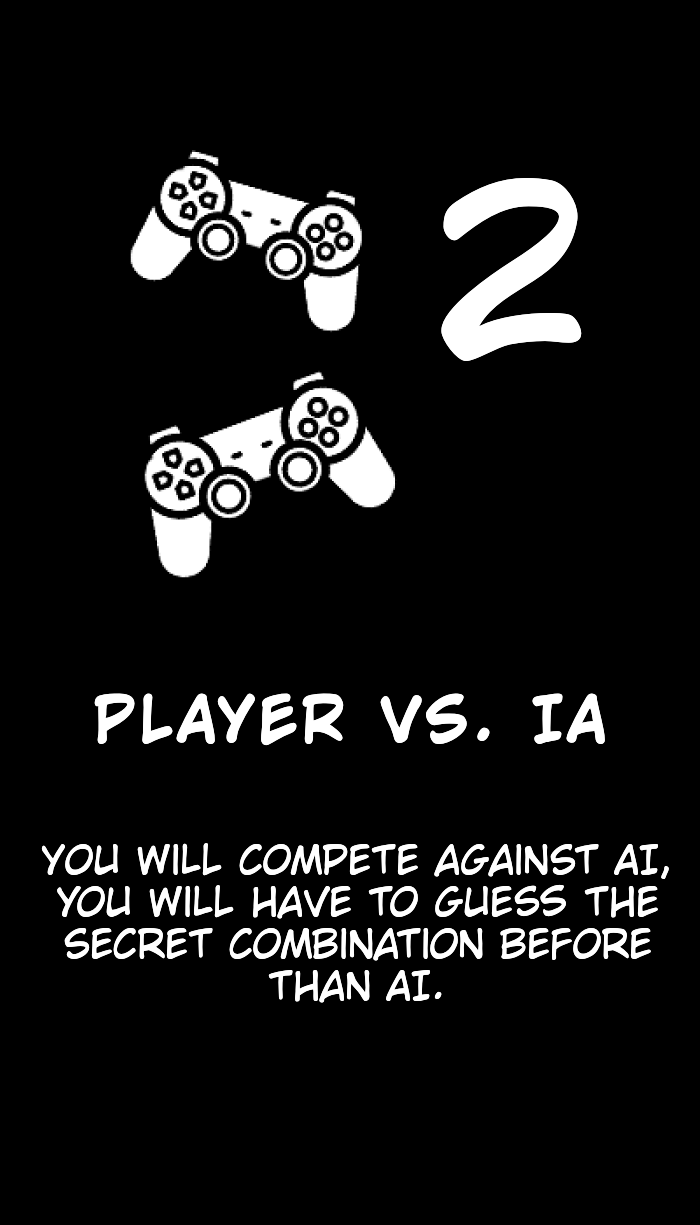 2
PLAYER VS. IA
YOU WILL COMPETE AGAINST AI,
YOU WILL HAVE TO GUESS THE
SECRET COMBINATION BEFORE
THAN AI.